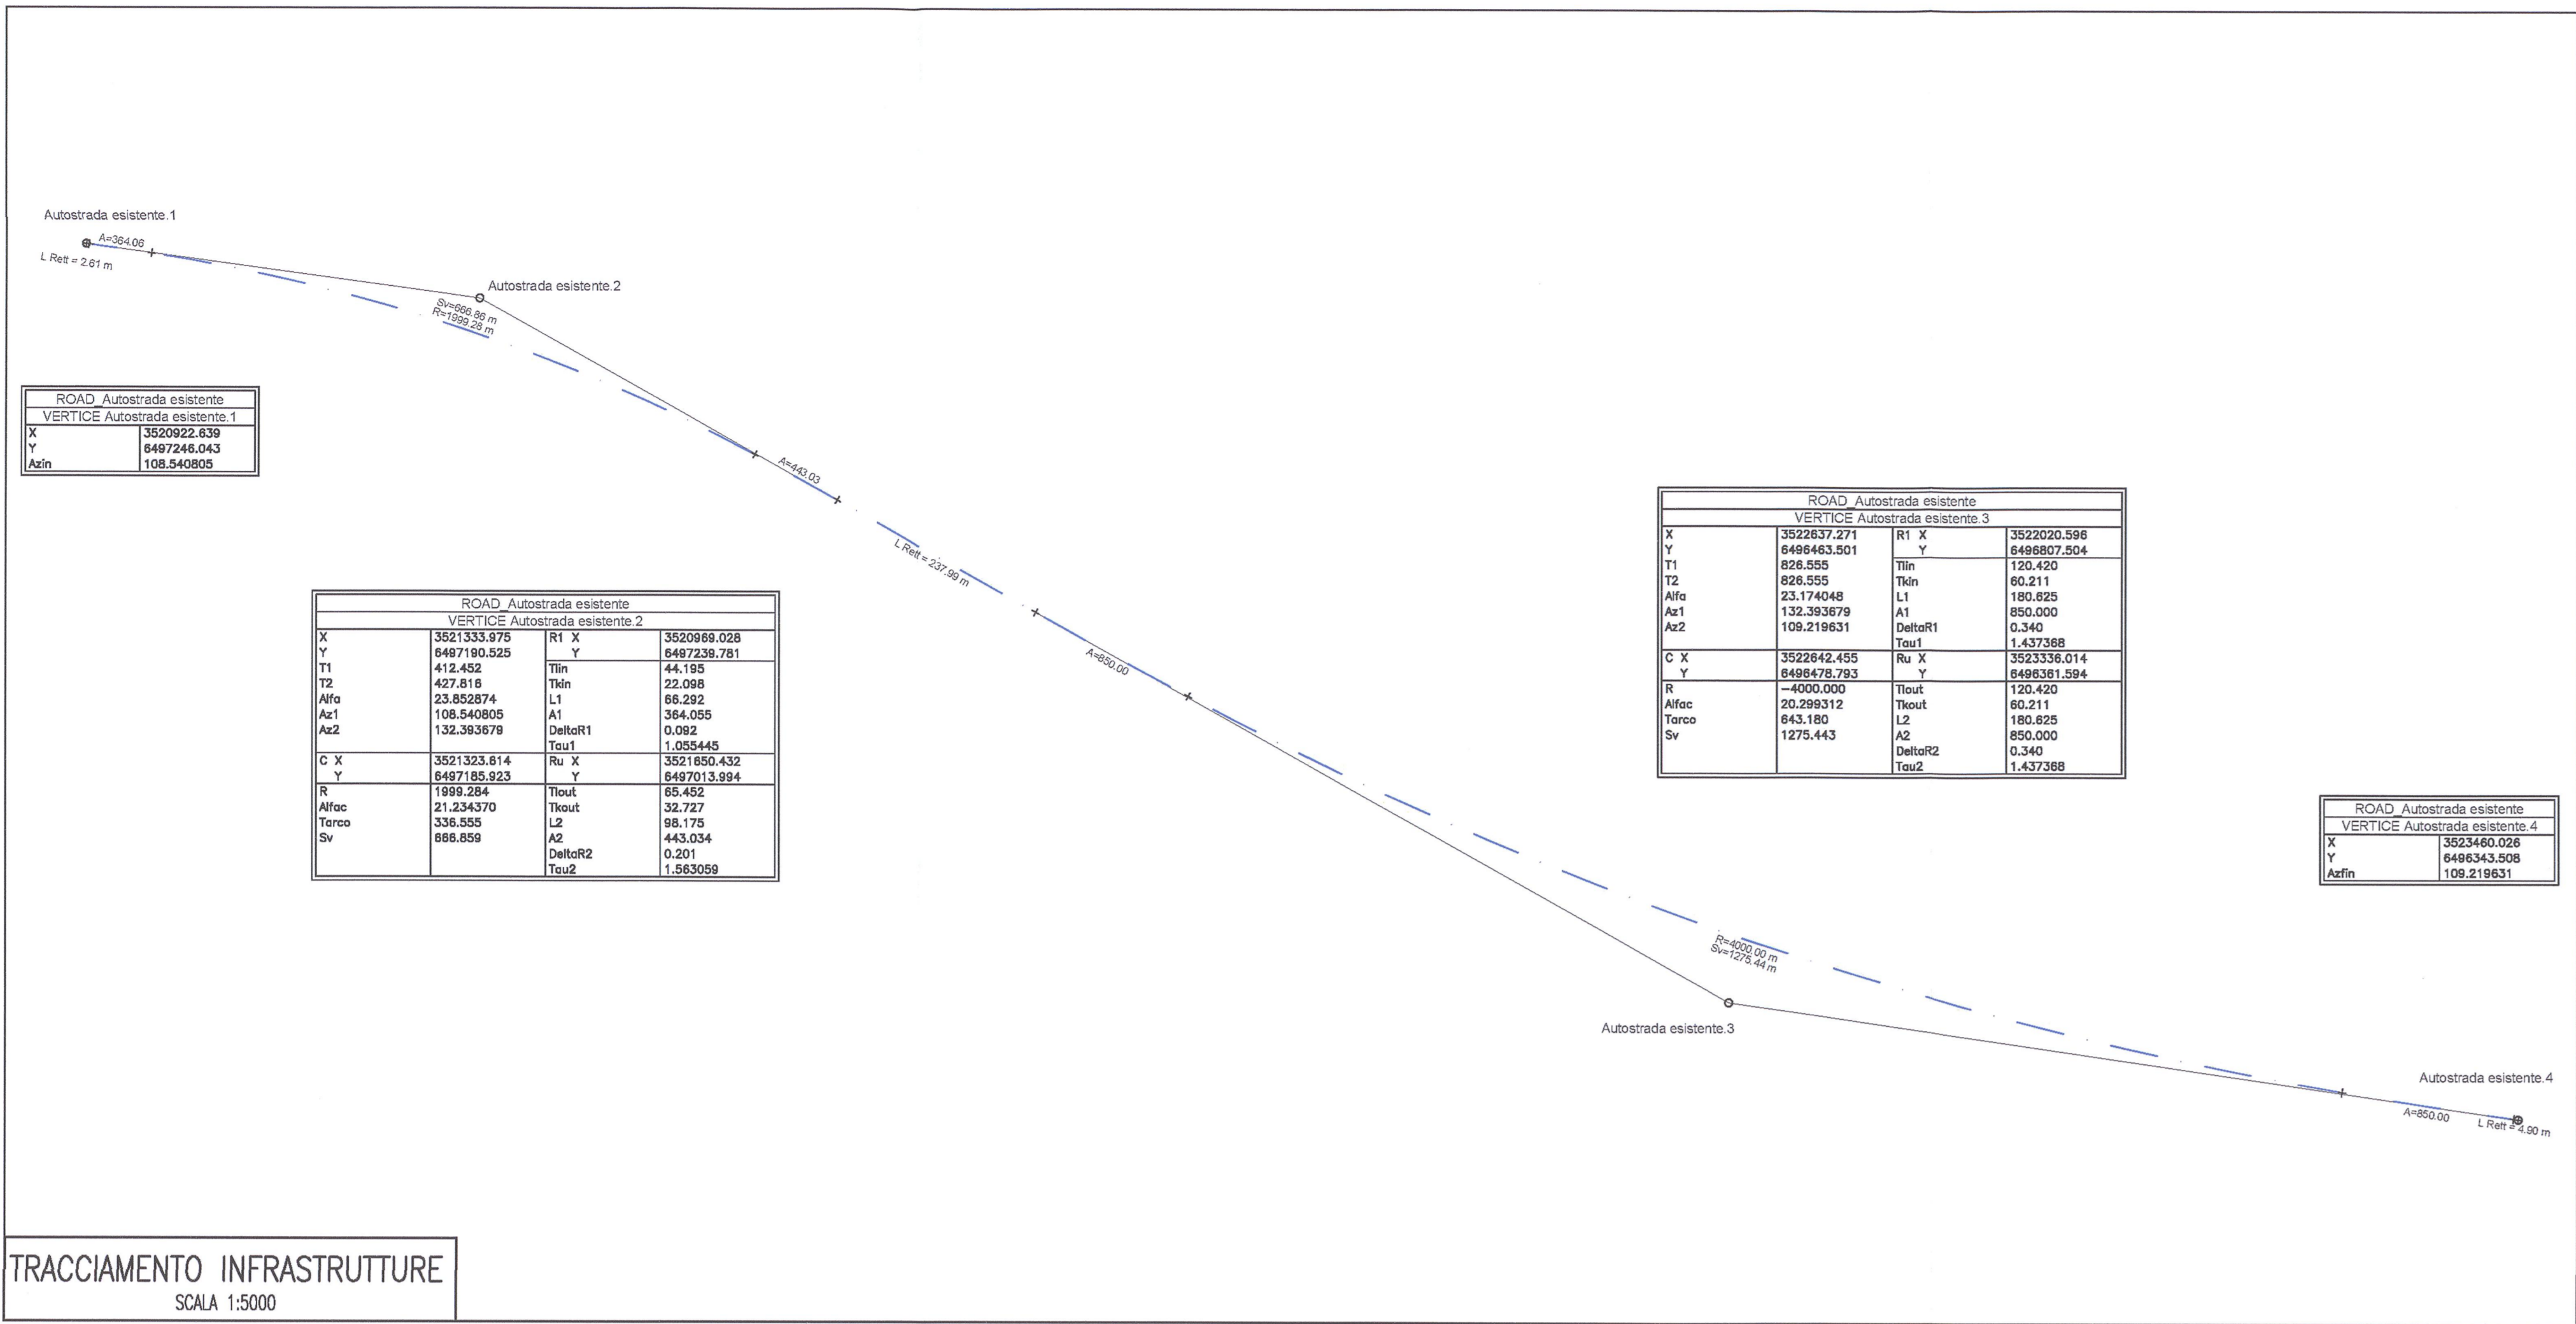 Autostrada esistente.1
A=364.06
L Rett = 2.61 m
Autostrada esistente.2
Sv=666.86 m
R=1999.28 m
ROAD_Autostrada esistente
VERTICE Autostrada esistente.1
X 3520922.639
Y 6497246.043
Azin 108.540805
A=443.03
L Rett = 237.99 m
ROAD_Autostrada esistente
VERTICE Autostrada esistente.3
X 3522637.271 R1 X 3522020.596
Y 6496463.501 Y 6496807.504
T1 826.555 Tlin 120.420
T2 826.555 Tkin 60.211
Alfa 23.174048 L1 180.625
Az1 132.393679 A1 850.000
Az2 109.219631 DeltaR1 0.340
Tau1 1.437368
C X 3522642.455 Ru X 3523336.014
Y 6496478.793 Y 6496361.594
R -4000.000 Tlout 120.420
Alfac 20.299312 Tkout 60.211
Tarco 643.180 L2 180.625
Sv 1275.443 A2 850.000
DeltaR2 0.340
Tau2 1.437368
ROAD_Autostrada esistente
VERTICE Autostrada esistente.2
X 3521333.975 R1 X 3520969.028
Y 6497190.525 Y 6497239.781
T1 412.452 Tlin 44.195
T2 427.816 Tkin 22.098
Alfa 23.852874 L1 66.292
Az1 108.540805 A1 364.055
Az2 132.393679 DeltaR1 0.092
Tau1 1.055445
C X 3521323.614 Ru X 3521650.432
Y 6497185.923 Y 6497013.994
R 1999.284 Tlout 65.452
Alfac 21.234370 Tkout 32.727
Tarco 336.555 L2 98.175
Sv 666.859 A2 443.034
DeltaR2 0.201
Tau2 1.563059
A=850.00
ROAD_Autostrada esistente
VERTICE Autostrada esistente.4
X 3523460.026
Y 6496343.508
Azfin 109.219631
R=4000.00 m
Sv=1275.44 m
Autostrada esistente.3
Autostrada esistente.4
A=850.00
L Rett = 4.90 m
TRACCIAMENTO INFRASTRUTTURE
SCALA 1:5000